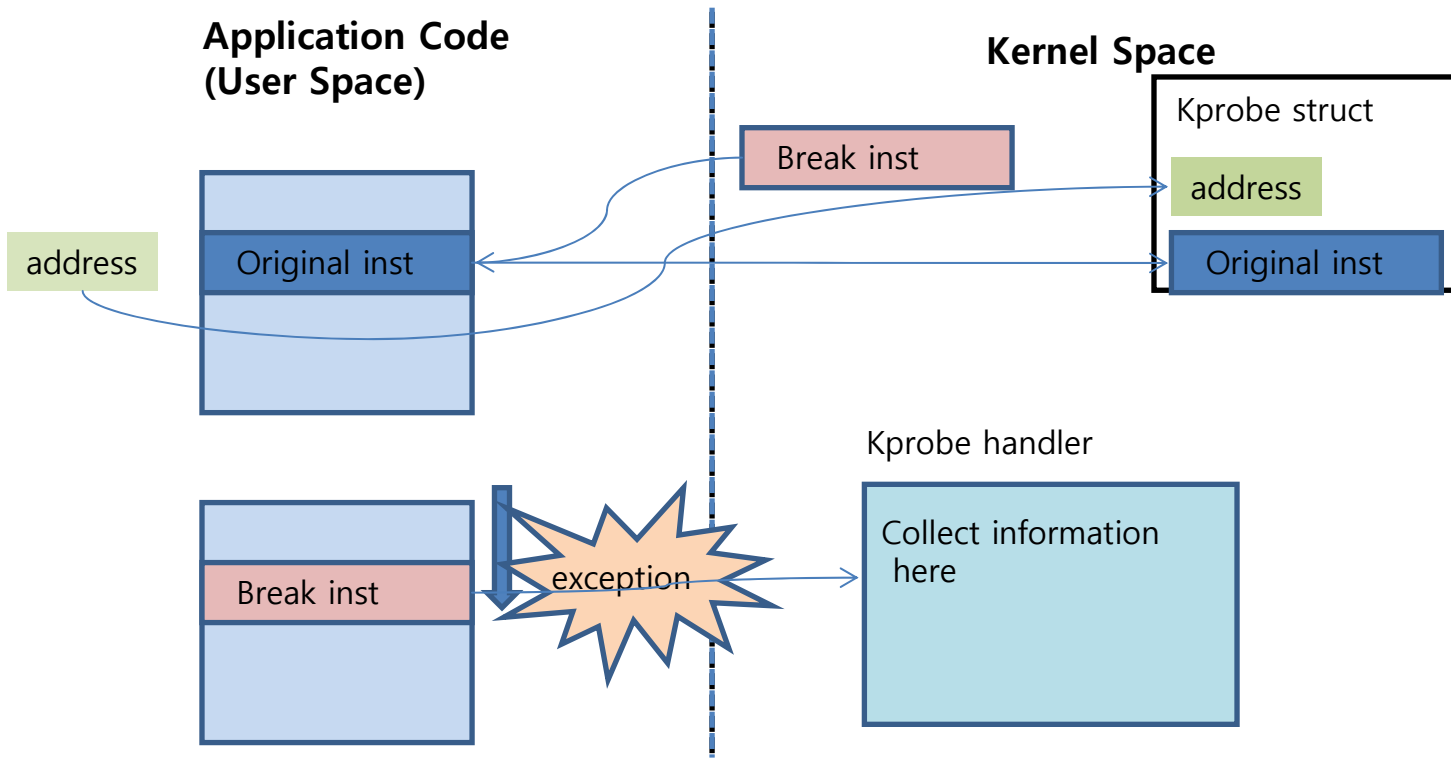 Application Code
(User Space)
Kernel Space
Kprobe struct
Break inst
address
address
Original inst
Original inst
Kprobe handler
Collect information
here
exception
Break inst